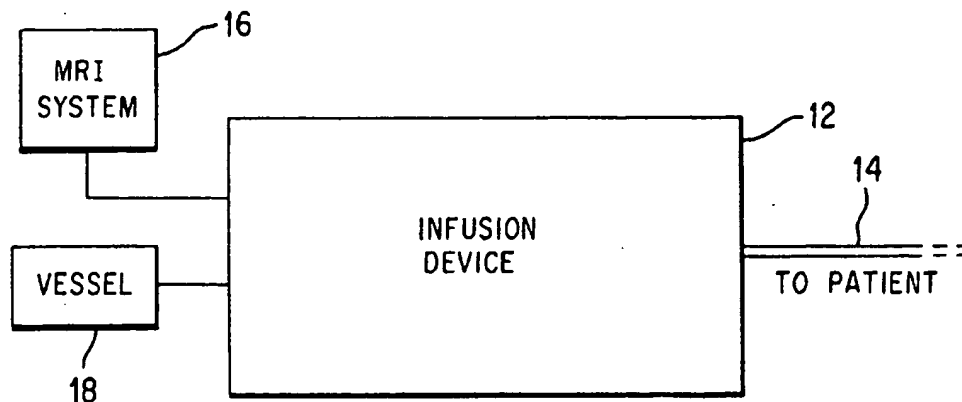 16
MRI
SYSTEM
12
14
INFUSION
DEVICE
VESSEL
TO PATIENT
18